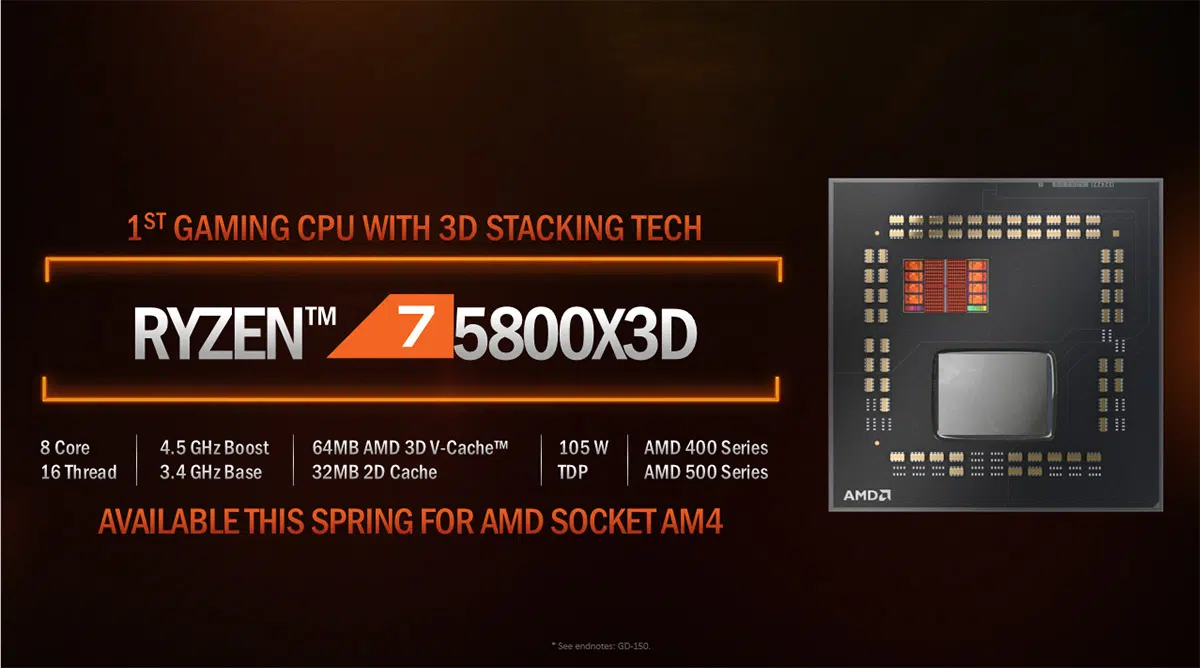 1ST GAMING CPU WITH 3D STACKING TECH
RYZEN™ 7 5800X3D
8 Core
16 Thread
4.5 GHz Boost
3.4 GHz Base
64MB AMD 3D V-Cache™
32MB 2D Cache
105 W
TDP
AMD 400 Series
AMD 500 Series
AVAILABLE THIS SPRING FOR AMD SOCKET AM4
AMD
* See endnotes: GD-150.